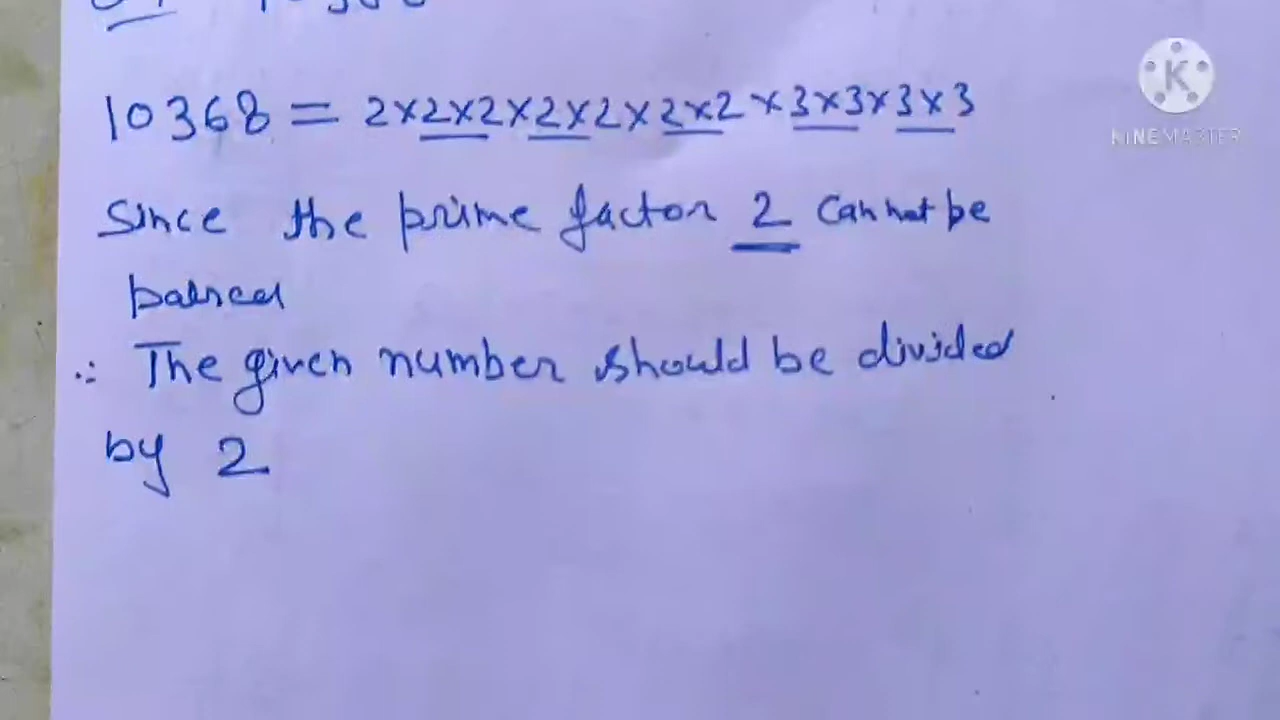 10368 = 2×2×2×2×2×2×2×3×3×3×3
Since the prime factor 2 cannot be
paired
∴ The given number should be divided
by 2
K
KINEMASTER